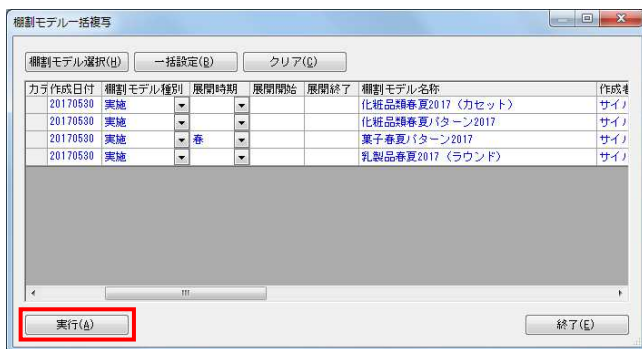 棚割モデル一括複写
棚割モデル選択(H) 一括設定(B) クリア(C)
カテ 作成日付 棚割モデル種別 展開時期 展開開始 展開終了 棚割モデル名称 作成者
20170530 実施 化粧品類春夏2017（カセット） サイバ
20170530 実施 化粧品類春夏パターン2017 サイバ
20170530 実施 春 菓子春夏パターン2017 サイバ
20170530 実施 乳製品春夏2017（ラウンド） サイバ
実行(A) 終了(E)